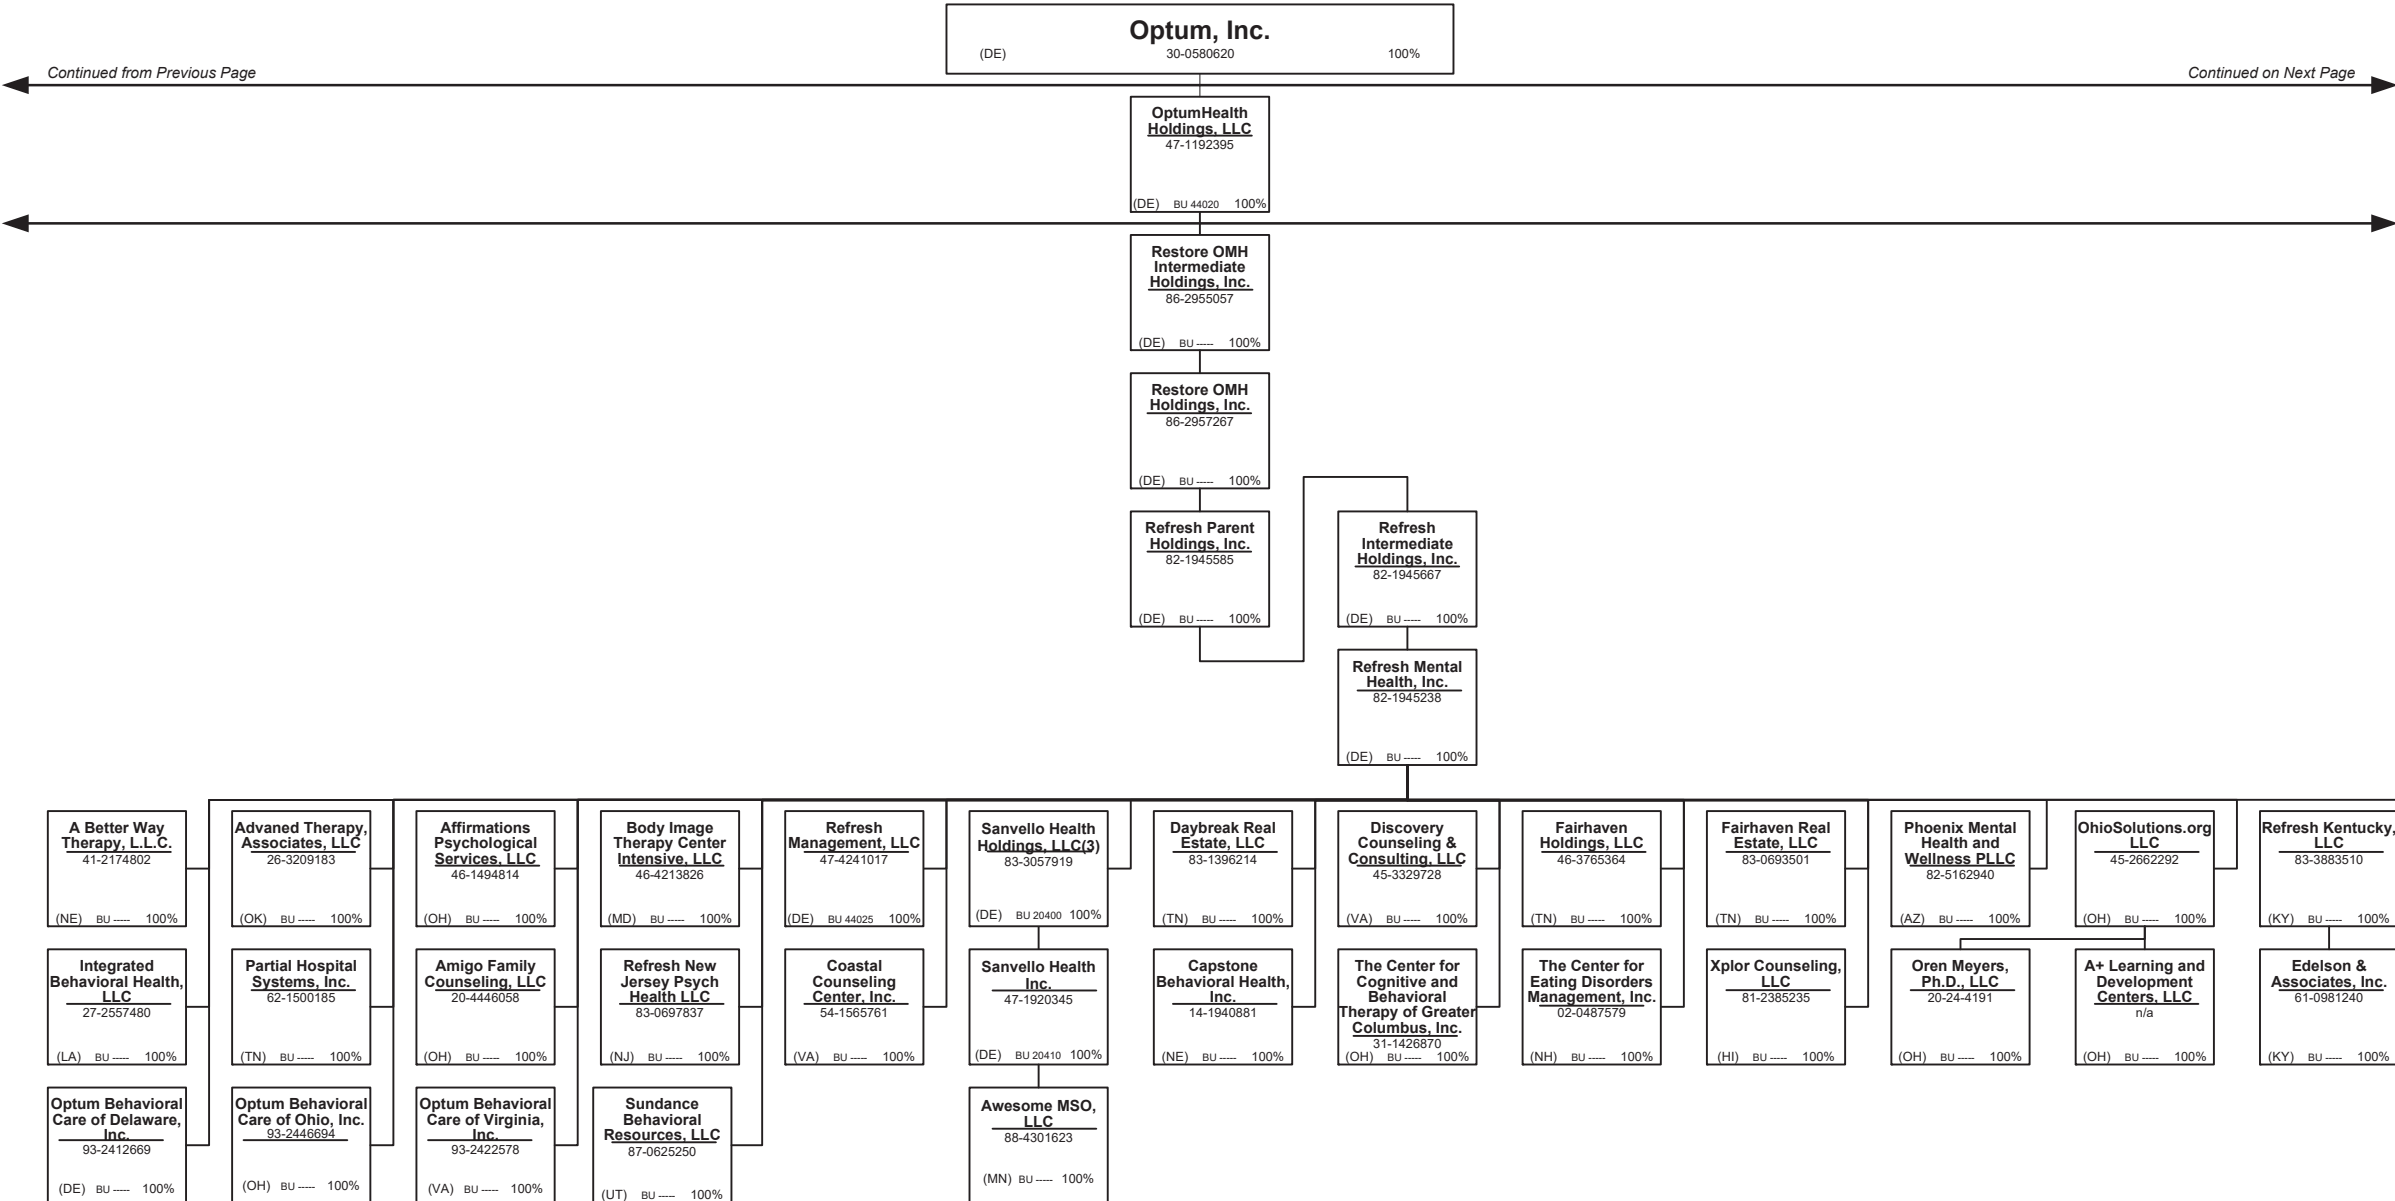 Optum, Inc.
(DE) 30-0580620 100%
Continued from Previous Page
Continued on Next Page
OptumHealth
Holdings, LLC
47-1192395
(DE) BU 44020 100%
Restore OMH
Intermediate
Holdings, Inc.
86-2955057
(DE) BU ----- 100%
Restore OMH
Holdings, Inc.
86-2957267
(DE) BU ----- 100%
Refresh Parent
Holdings, Inc.
82-1945585
(DE) BU ----- 100%
Refresh
Intermediate
Holdings, Inc.
82-1945667
(DE) BU ----- 100%
Refresh Mental
Health, Inc.
82-1945238
(DE) BU ----- 100%
A Better Way
Therapy, L.L.C.
41-2174802
(NE) BU ----- 100%
Advaned Therapy,
Associates, LLC
26-3209183
(OK) BU ----- 100%
Affirmations
Psychological
Services, LLC
46-1494814
(OH) BU ----- 100%
Body Image
Therapy Center
Intensive, LLC
46-4213826
(MD) BU ----- 100%
Refresh
Management, LLC
47-4241017
(DE) BU 44025 100%
Sanvello Health
Holdings, LLC(3)
83-3057919
(DE) BU 20400 100%
Daybreak Real
Estate, LLC
83-1396214
(TN) BU ----- 100%
Discovery
Counseling &
Consulting, LLC
45-3329728
(VA) BU ----- 100%
Fairhaven
Holdings, LLC
46-3765364
(TN) BU ----- 100%
Fairhaven Real
Estate, LLC
83-0693501
(TN) BU ----- 100%
Phoenix Mental
Health and
Wellness PLLC
82-5162940
(AZ) BU ----- 100%
OhioSolutions.org
LLC
45-2662292
(OH) BU ----- 100%
Refresh Kentucky,
LLC
83-3883510
(KY) BU ----- 100%
Integrated
Behavioral Health,
LLC
27-2557480
(LA) BU ----- 100%
Partial Hospital
Systems, Inc.
62-1500185
(TN) BU ----- 100%
Amigo Family
Counseling, LLC
20-4446058
(OH) BU ----- 100%
Refresh New
Jersey Psych
Health LLC
83-0697837
(NJ) BU ----- 100%
Coastal
Counseling
Center, Inc.
54-1565761
(VA) BU ----- 100%
Sanvello Health
Inc.
47-1920345
(DE) BU 20410 100%
Capstone
Behavioral Health,
Inc.
14-1940881
(NE) BU ----- 100%
The Center for
Cognitive and
Behavioral
Therapy of Greater
Columbus, Inc.
31-1426870
(OH) BU ----- 100%
The Center for
Eating Disorders
Management, Inc.
02-0487579
(NH) BU ----- 100%
Xplor Counseling,
LLC
81-2385235
(HI) BU ----- 100%
Oren Meyers,
Ph.D., LLC
20-24-4191
(OH) BU ----- 100%
A+ Learning and
Development
Centers, LLC
n/a
(OH) BU ----- 100%
Edelson &
Associates, Inc.
61-0981240
(KY) BU ----- 100%
Optum Behavioral
Care of Delaware,
Inc.
93-2412669
(DE) BU ----- 100%
Optum Behavioral
Care of Ohio, Inc.
93-2446694
(OH) BU ----- 100%
Optum Behavioral
Care of Virginia,
Inc.
93-2422578
(VA) BU ----- 100%
Sundance
Behavioral
Resources, LLC
87-0625250
(UT) BU ----- 100%
Awesome MSO,
LLC
88-4301623
(MN) BU ----- 100%